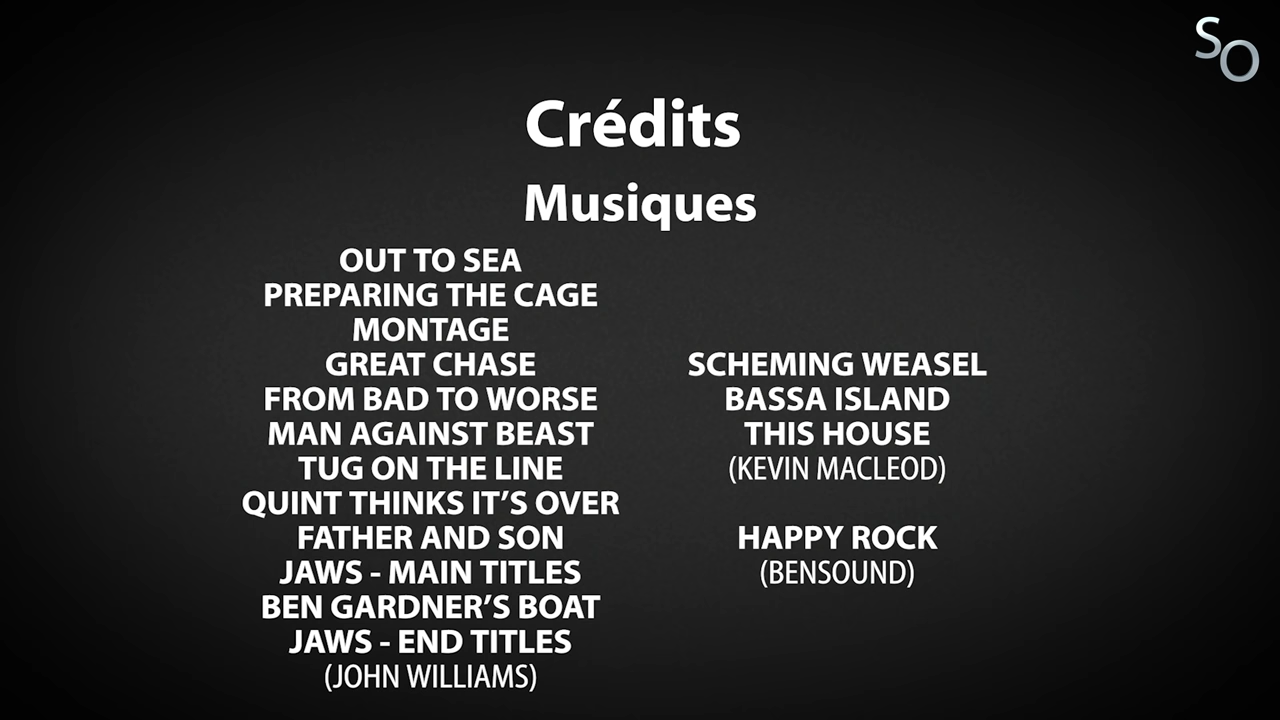 SO
Crédits
Musiques
OUT TO SEA
PREPARING THE CAGE
MONTAGE
GREAT CHASE
FROM BAD TO WORSE
MAN AGAINST BEAST
TUG ON THE LINE
QUINT THINKS IT’S OVER
FATHER AND SON
JAWS - MAIN TITLES
BEN GARDNER’S BOAT
JAWS - END TITLES
(JOHN WILLIAMS)
SCHEMING WEASEL
BASSA ISLAND
THIS HOUSE
(KEVIN MACLEOD)
HAPPY ROCK
(BENSOUND)